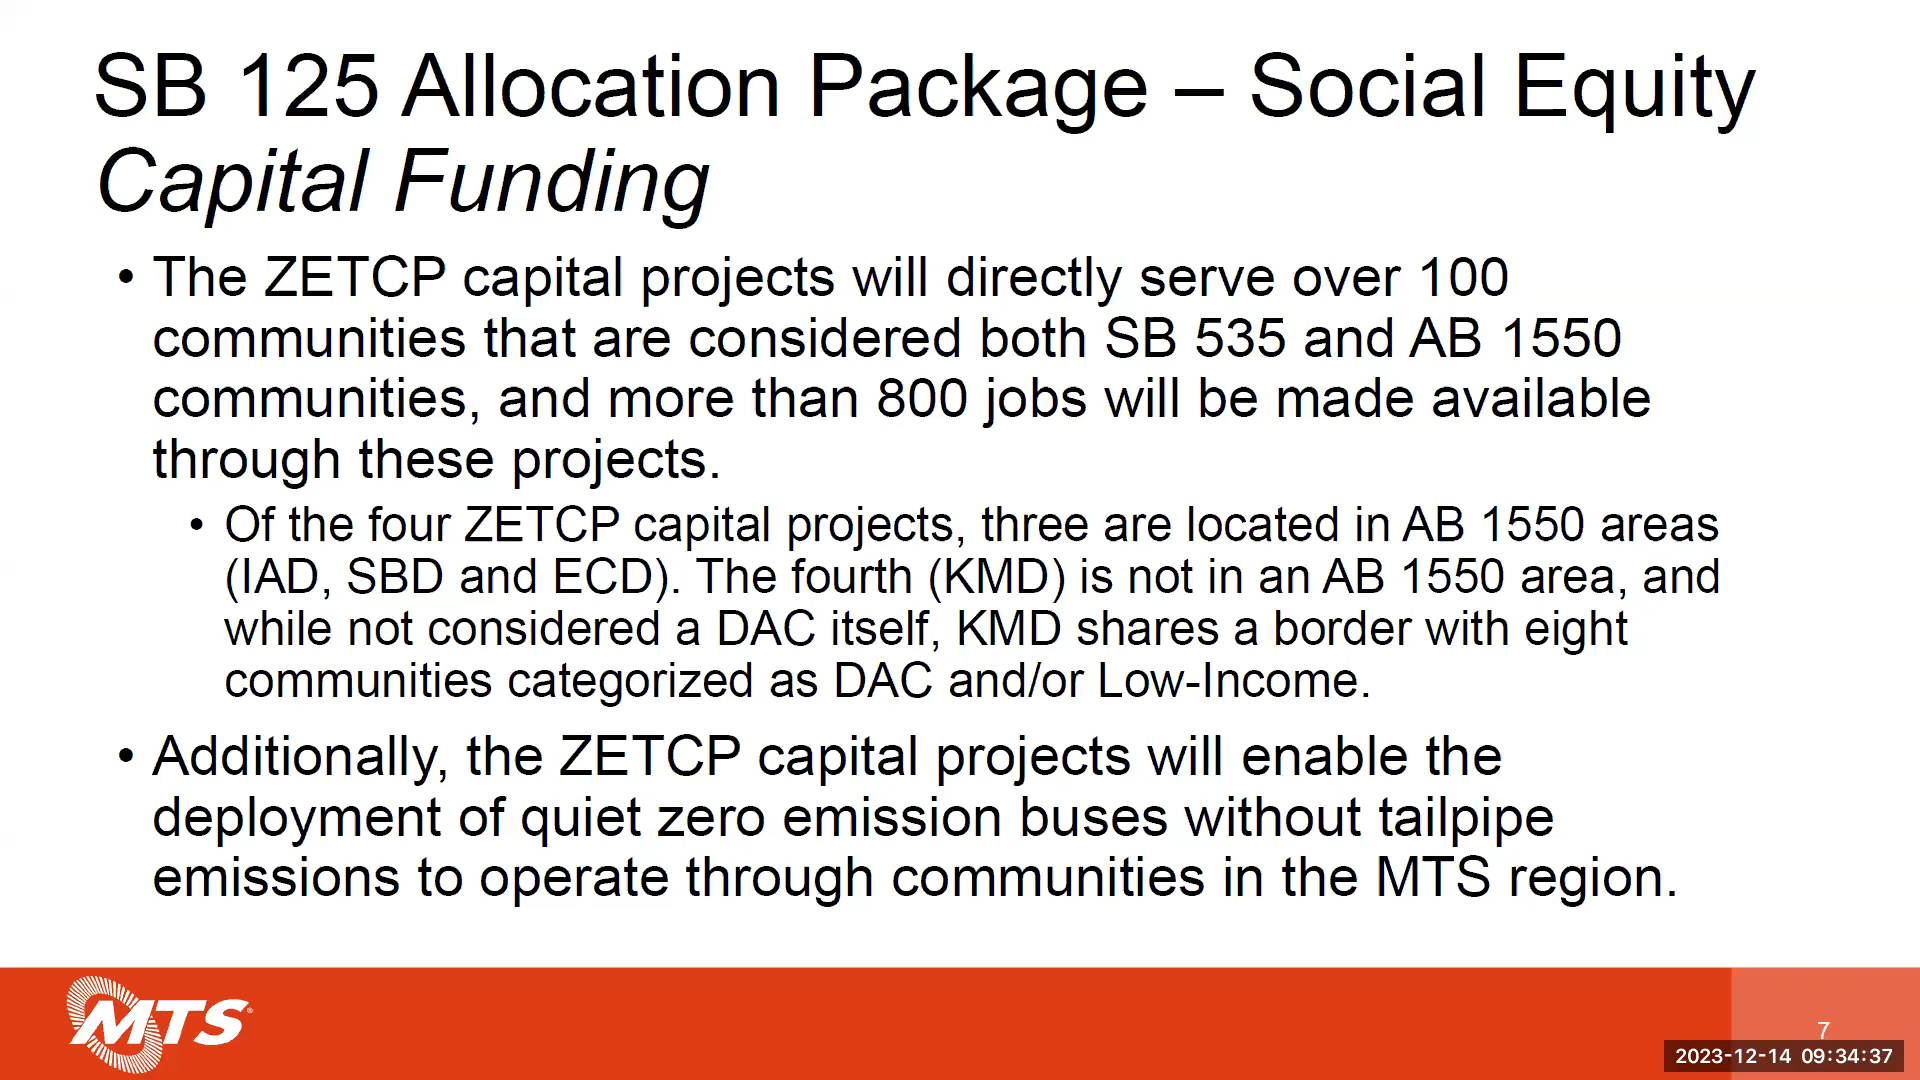 SB 125 Allocation Package – Social Equity
Capital Funding
• The ZETCP capital projects will directly serve over 100
communities that are considered both SB 535 and AB 1550
communities, and more than 800 jobs will be made available
through these projects.
• Of the four ZETCP capital projects, three are located in AB 1550 areas
(IAD, SBD and ECD). The fourth (KMD) is not in an AB 1550 area, and
while not considered a DAC itself, KMD shares a border with eight
communities categorized as DAC and/or Low-Income.
• Additionally, the ZETCP capital projects will enable the
deployment of quiet zero emission buses without tailpipe
emissions to operate through communities in the MTS region.
MTS®
7
2023-12-14 09:34:37